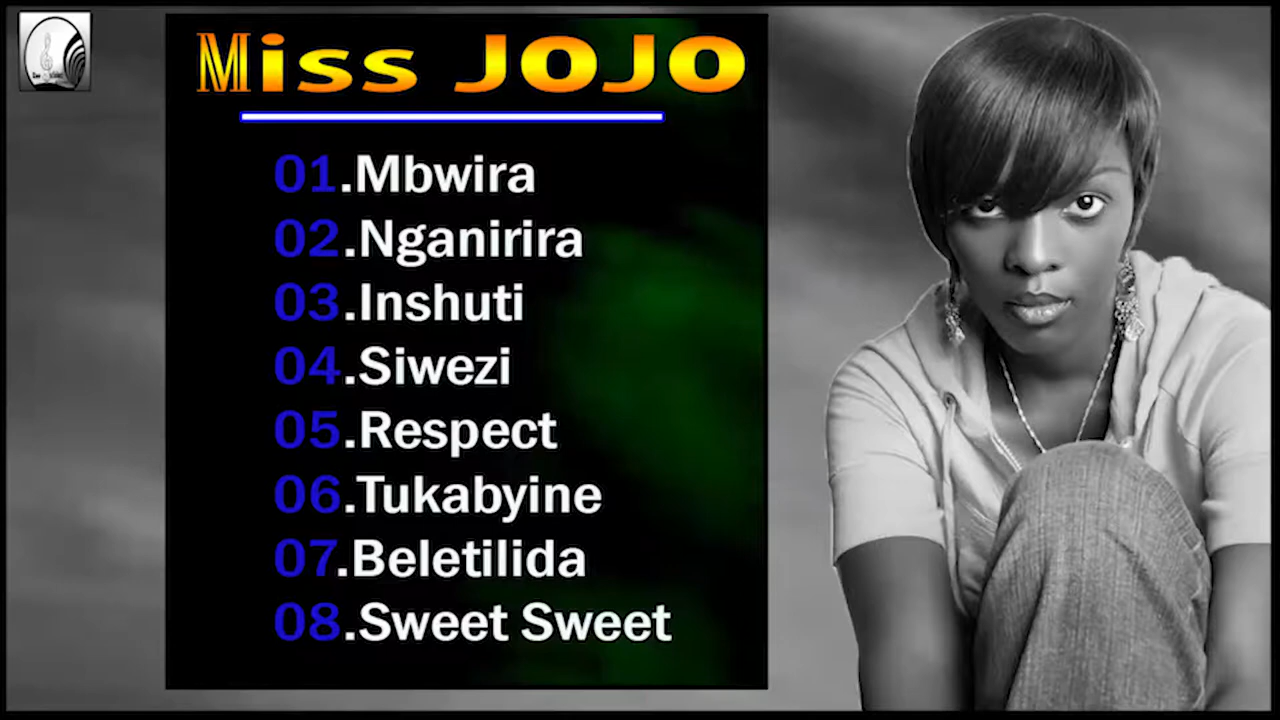 Miss JOJO
01.Mbwira
02.Nganirira
03.Inshuti
04.Siwezi
05.Respect
06.Tukabyine
07.Beletilida
08.Sweet Sweet